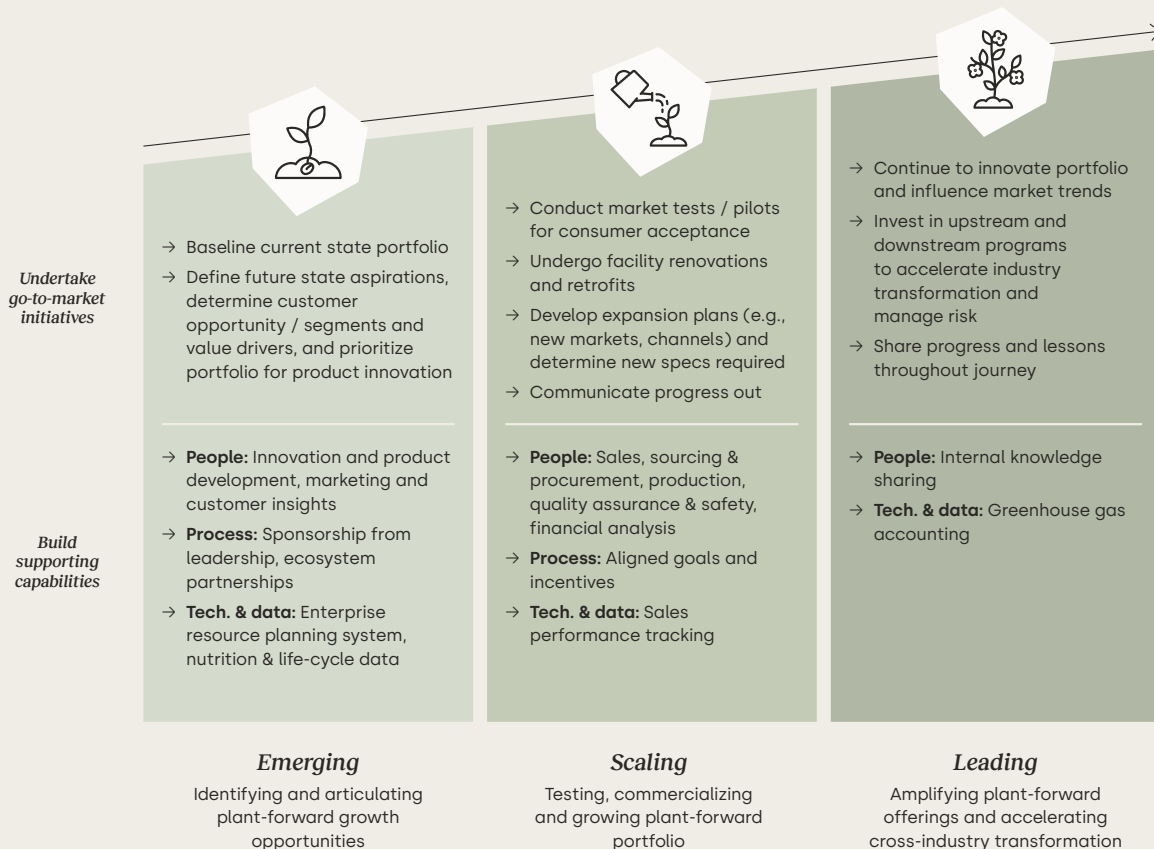 Undertake
go-to-market
initiatives
→ Baseline current state portfolio
→ Define future state aspirations,
determine customer
opportunity / segments and
value drivers, and prioritize
portfolio for product innovation
→ Conduct market tests / pilots
for consumer acceptance
→ Undergo facility renovations
and retrofits
→ Develop expansion plans (e.g.,
new markets, channels) and
determine new specs required
→ Communicate progress out
→ Continue to innovate portfolio
and influence market trends
→ Invest in upstream and
downstream programs
to accelerate industry
transformation and
manage risk
→ Share progress and lessons
throughout journey
Build
supporting
capabilities
→ People: Innovation and product
development, marketing and
customer insights
→ Process: Sponsorship from
leadership, ecosystem
partnerships
→ Tech. & data: Enterprise
resource planning system,
nutrition & life-cycle data
→ People: Sales, sourcing &
procurement, production,
quality assurance & safety,
financial analysis
→ Process: Aligned goals and
incentives
→ Tech. & data: Sales
performance tracking
→ People: Internal knowledge
sharing
→ Tech. & data: Greenhouse gas
accounting
Emerging
Identifying and articulating
plant-forward growth
opportunities
Scaling
Testing, commercializing
and growing plant-forward
portfolio
Leading
Amplifying plant-forward
offerings and accelerating
cross-industry transformation